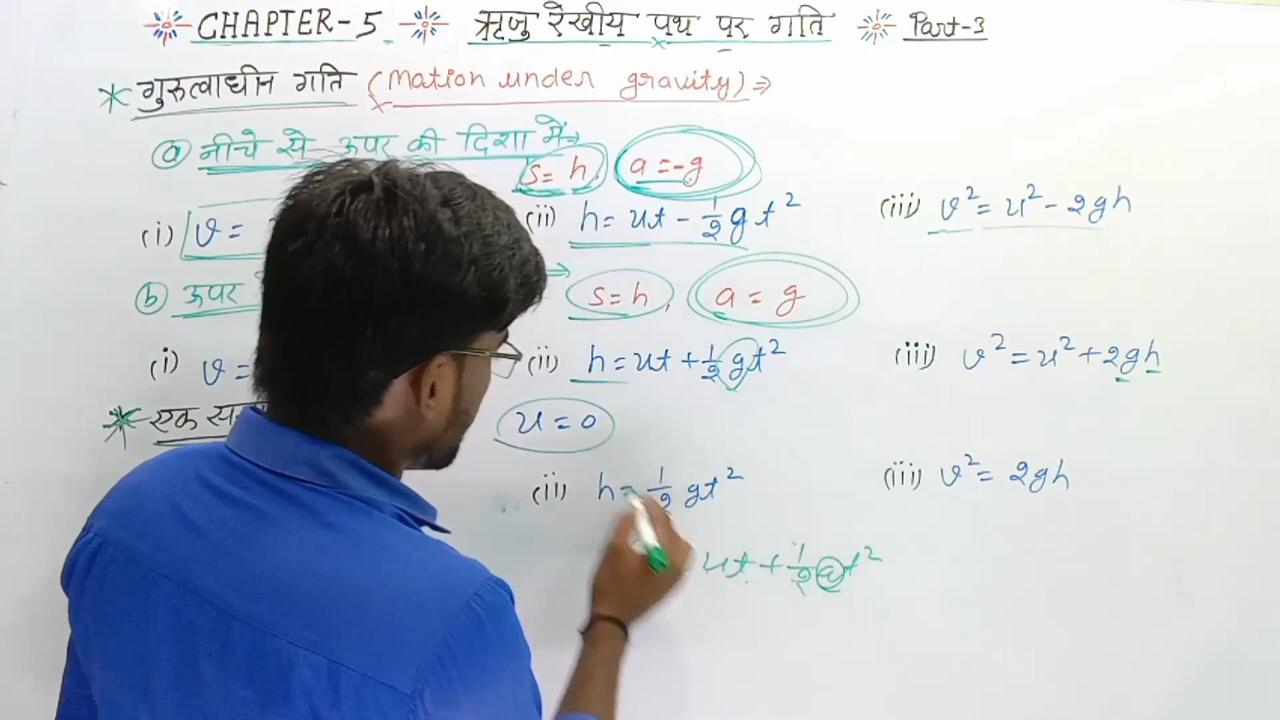 CHAPTER-5 ऋजु रेखीय पथ पर गति Part-3
* गुरुत्वाधीन गति (Mation under gravity) ⇒
(a) नीचे से ऊपर की दिशा में→ s=h, a=-g
(i) v= (ii) h=ut-1/2gt² (iii) v²=u²-2gh
(b) ऊपर → s=h, a=g
(i) v= (ii) h=ut+1/2gt² (iii) v²=u²+2gh
* एक u=0
(ii) h=1/2gt² (iii) v²=2gh
ut+1/2at²